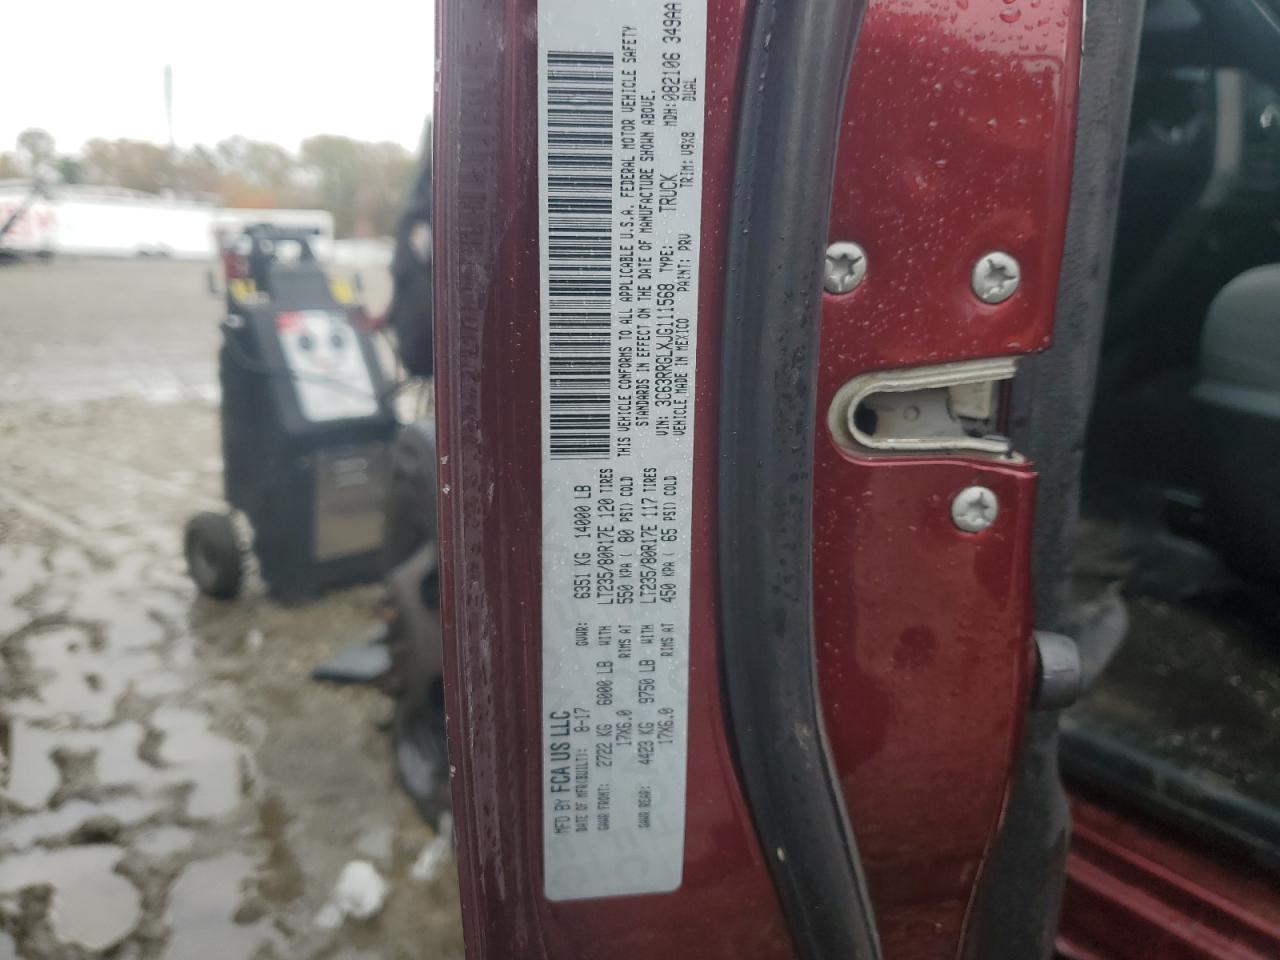 MFD BY FCA US LLC
DATE OF MFR(BUILT): 8-17 GVWR: 6351 KG 14000 LB
GAWR FRONT: 2722 KG 6000 LB WITH LT235/80R17E 120 TIRES
17X6.0 RIMS AT 550 KPA ( 80 PSI) COLD
GAWR REAR: 4423 KG 9750 LB WITH LT235/80R17E 117 TIRES
17X6.0 RIMS AT 450 KPA ( 65 PSI) COLD
THIS VEHICLE CONFORMS TO ALL APPLICABLE U.S.A. FEDERAL MOTOR VEHICLE SAFETY
STANDARDS IN EFFECT ON THE DATE OF MANUFACTURE SHOWN ABOVE.
VIN: 3C63RRGLXJG111568 TYPE: TRUCK MDH:082106 349AA
VEHICLE MADE IN MEXICO PAINT: PRV TRIM: V9X8 DUAL